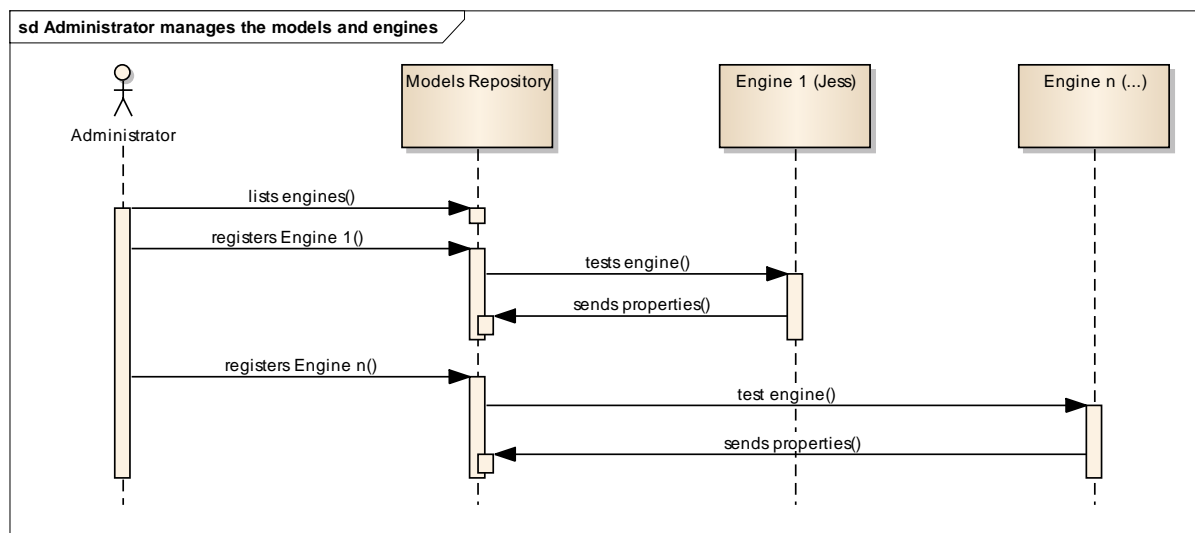 sd Administrator manages the models and engines
Administrator
Models Repository
Engine 1 (Jess)
Engine n (...)
lists engines()
registers Engine 1()
tests engine()
sends properties()
registers Engine n()
test engine()
sends properties()